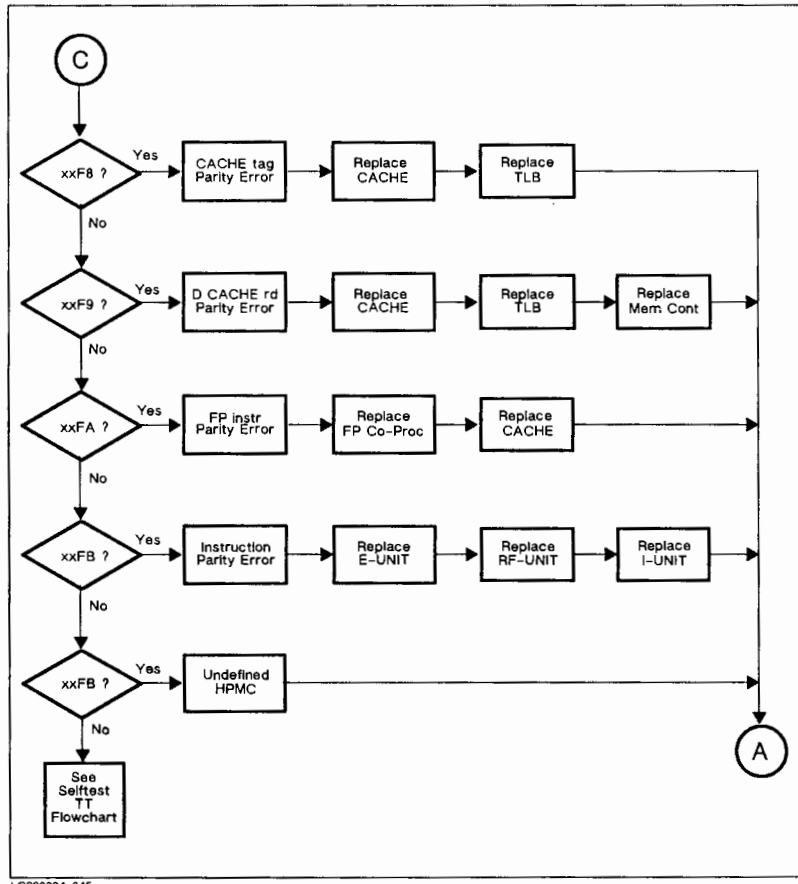 C
xxF8 ?
Yes
CACHE tag
Parity Error
Replace
CACHE
Replace
TLB
No
xxF9 ?
Yes
D CACHE rd
Parity Error
Replace
CACHE
Replace
TLB
Replace
Mem Cont
No
xxFA ?
Yes
FP instr
Parity Error
Replace
FP Co-Proc
Replace
CACHE
No
xxFB ?
Yes
Instruction
Parity Error
Replace
E-UNIT
Replace
RF-UNIT
Replace
I-UNIT
No
xxFB ?
Yes
Undefined
HPMC
No
A
See
Selftest
TT
Flowchart